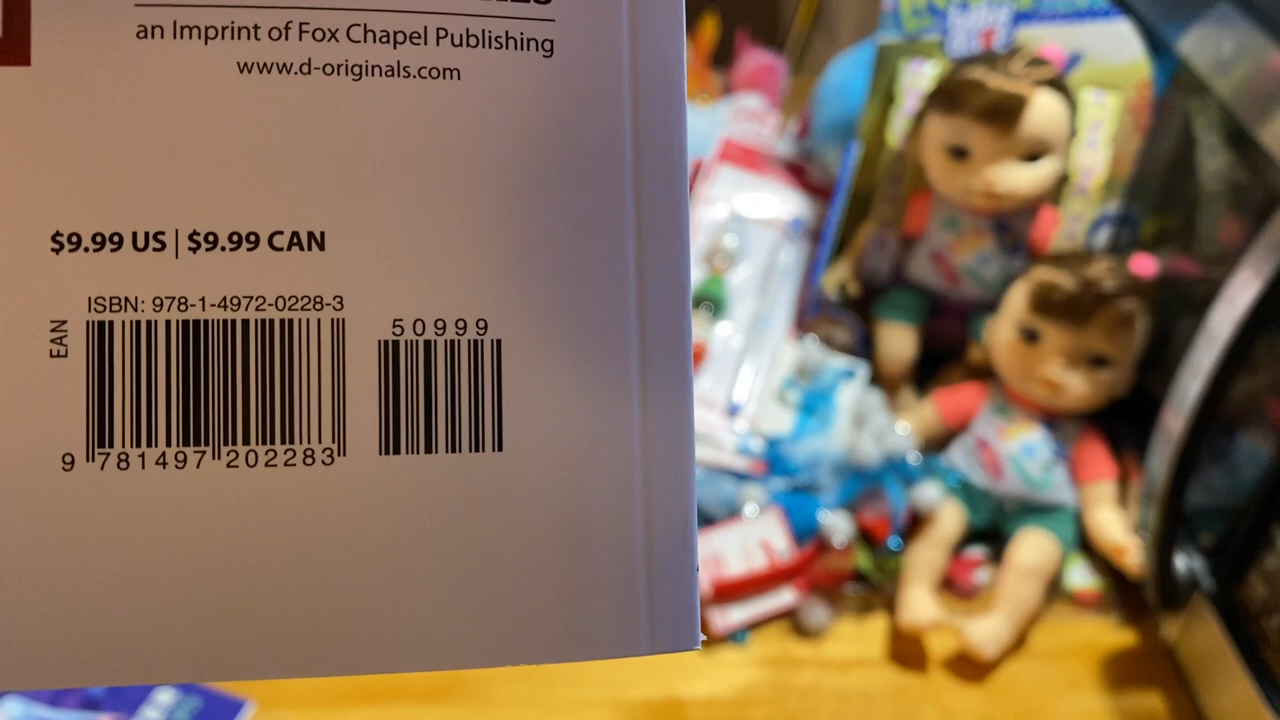 an Imprint of Fox Chapel Publishing
www.d-originals.com
$9.99 US | $9.99 CAN
ISBN: 978-1-4972-0228-3
EAN
50999
9 781497 202283